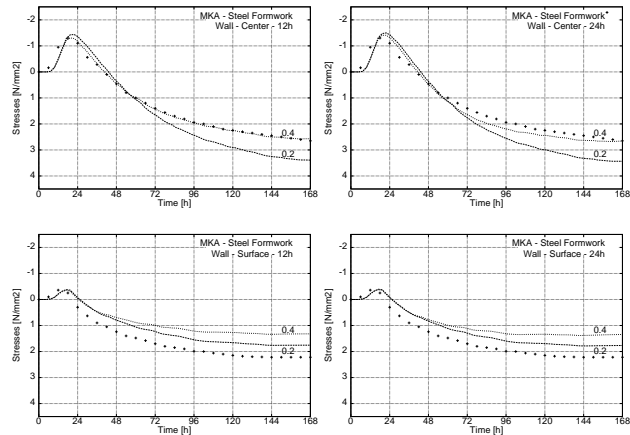 MKA - Steel Formwork
Wall - Center - 12h
-2
-1
0
1
2
3
4
Stresses [N/mm2]
0.4
0.2
0 24 48 72 96 120 144 168
Time [h]
MKA - Steel Formwork
Wall - Center - 24h
-2
-1
0
1
2
3
4
Stresses [N/mm2]
0.4
0.2
0 24 48 72 96 120 144 168
Time [h]
MKA - Steel Formwork
Wall - Surface - 12h
-2
-1
0
1
2
3
4
Stresses [N/mm2]
0.4
0.2
0 24 48 72 96 120 144 168
Time [h]
MKA - Steel Formwork
Wall - Surface - 24h
-2
-1
0
1
2
3
4
Stresses [N/mm2]
0.4
0.2
0 24 48 72 96 120 144 168
Time [h]